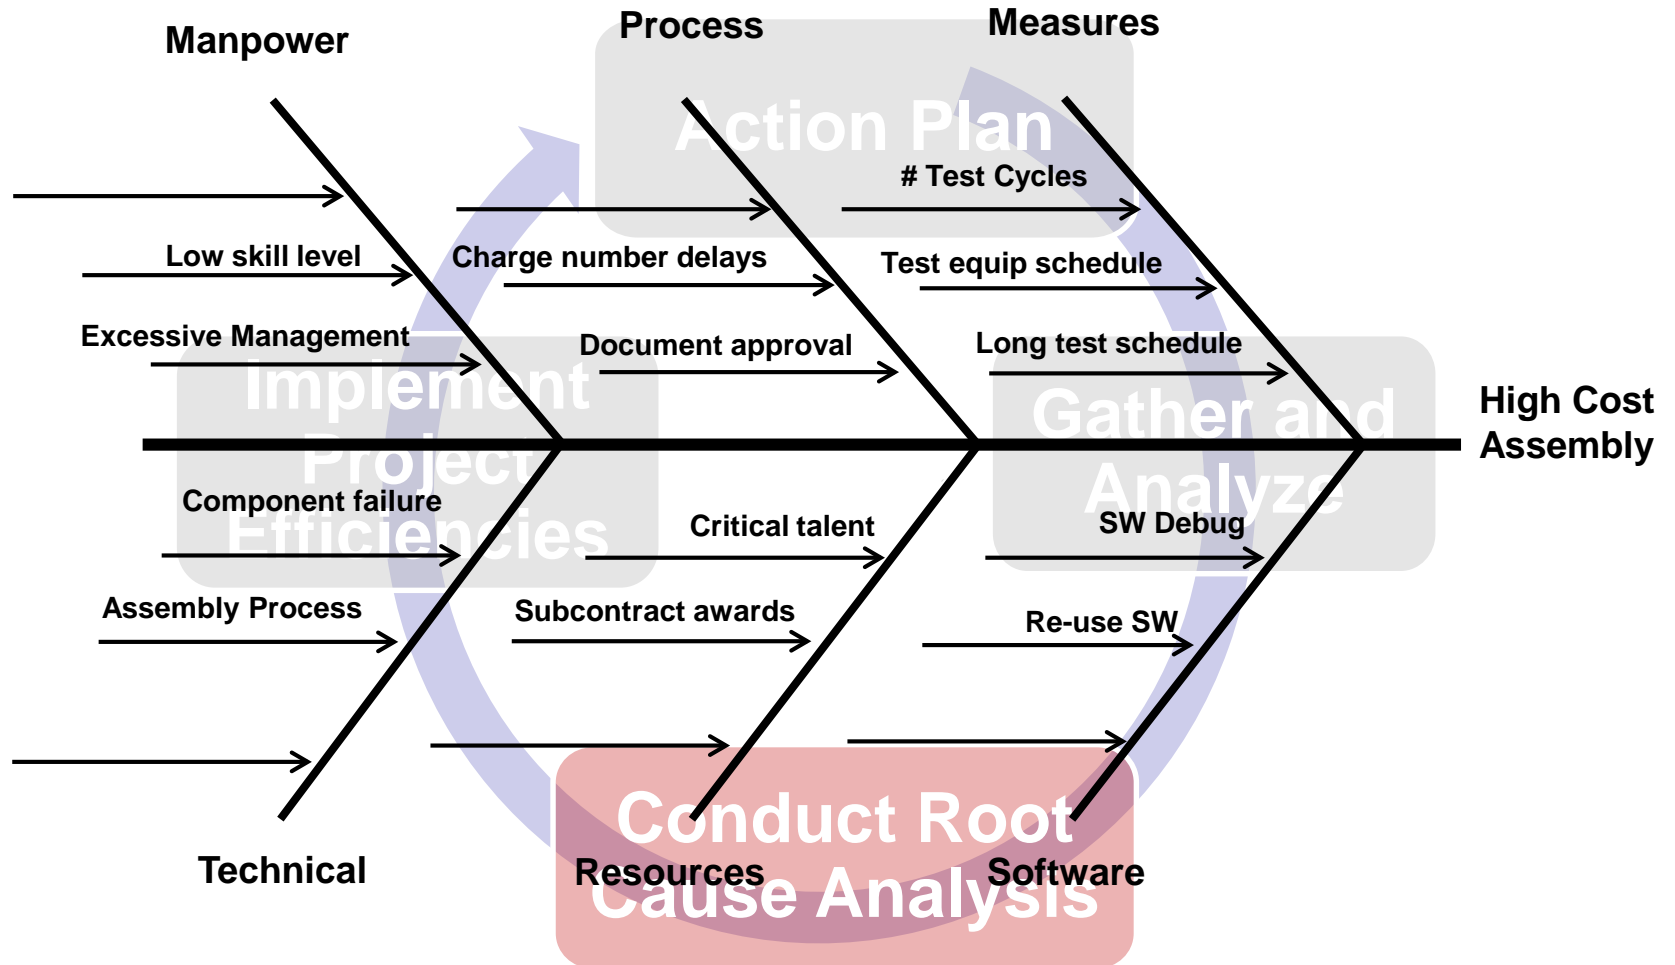 Manpower
Process
Measures
Action Plan
# Test Cycles
Low skill level
Charge number delays
Test equip schedule
Excessive Management
Document approval
Long test schedule
Implement
Project
Efficiencies
Gather and
Analyze
High Cost
Assembly
Component failure
Critical talent
SW Debug
Assembly Process
Subcontract awards
Re-use SW
Conduct Root
Cause Analysis
Technical
Resources
Software